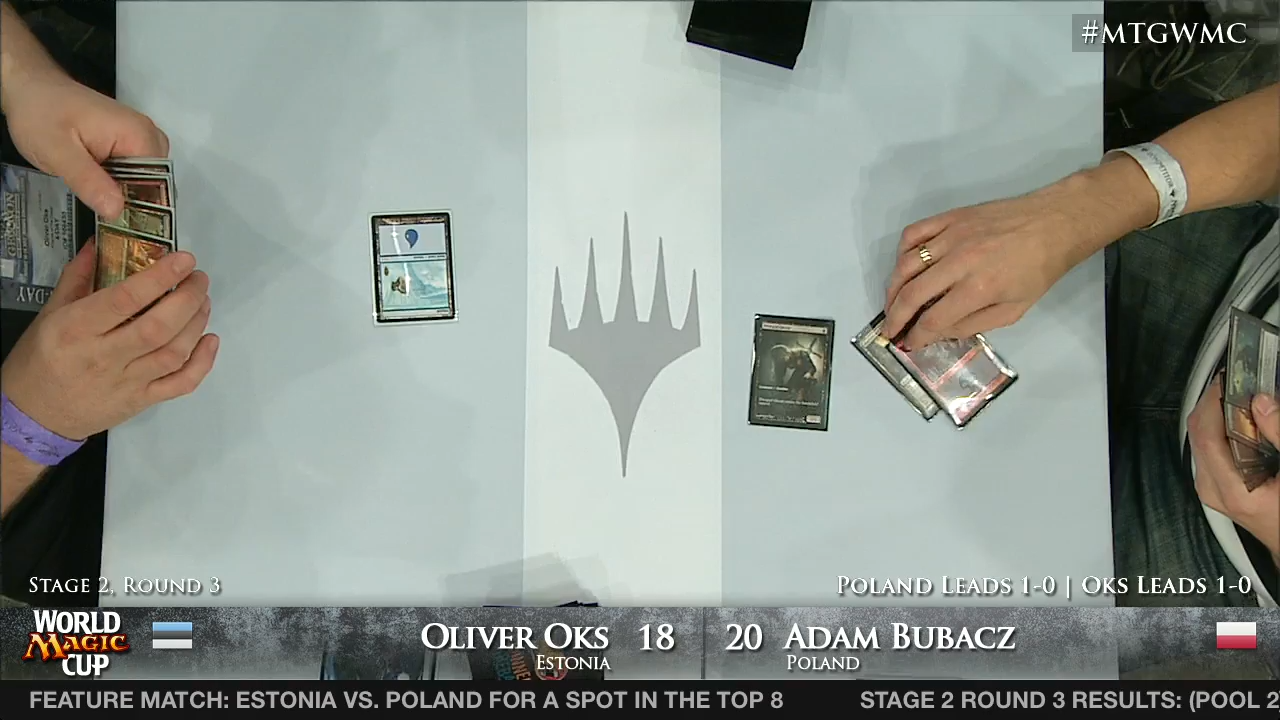 #MTGWMC
Oliver Oks
Stage 2, Round 3
Poland Leads 1-0 | Oks Leads 1-0
WORLD
MAGIC
CUP
Oliver Oks 18
Estonia
20 Adam Bubacz
Poland
FEATURE MATCH: ESTONIA VS. POLAND FOR A SPOT IN THE TOP 8
STAGE 2 ROUND 3 RESULTS: (POOL 2